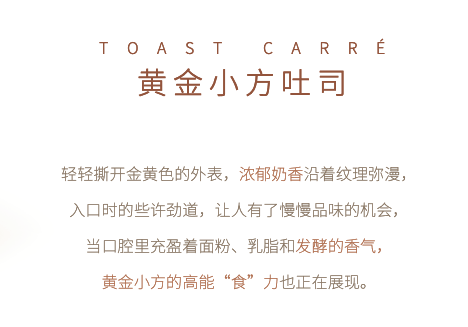 TOAST CARRÉ
黄金小方吐司
轻轻撕开金黄色的外表，浓郁奶香沿着纹理弥漫，
入口时的些许劲道，让人有了慢慢品味的机会，
当口腔里充盈着面粉、乳脂和发酵的香气，
黄金小方的高能“食”力也正在展现。